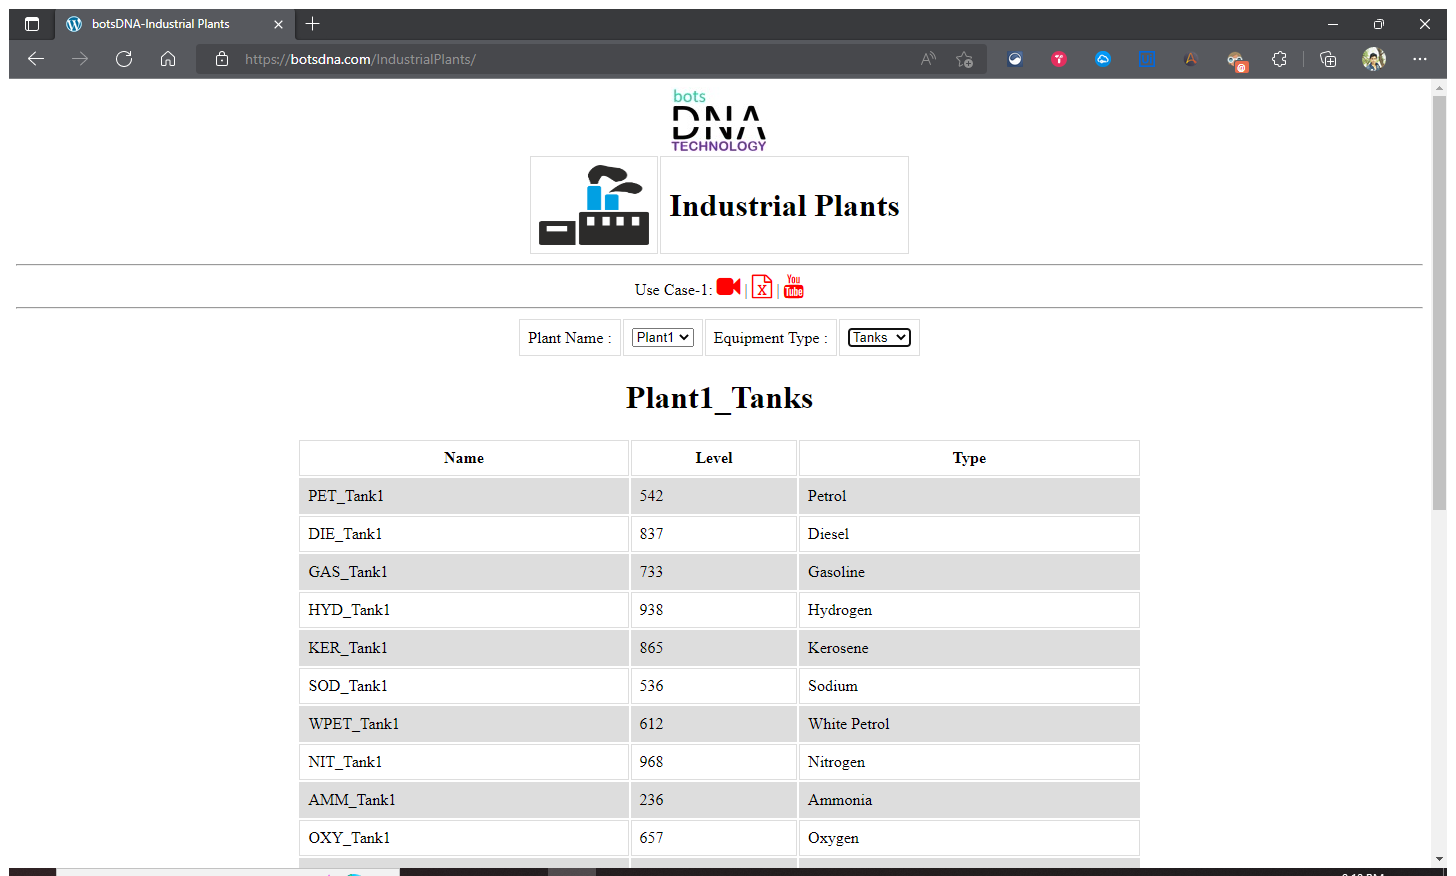 botsDNA-Industrial Plants
https://botsdna.com/IndustrialPlants/
bots
DNA
TECHNOLOGY
Industrial Plants
Use Case-1: | X | You Tube
Plant Name : Plant1 Equipment Type : Tanks
Plant1_Tanks
Name Level Type
PET_Tank1 542 Petrol
DIE_Tank1 837 Diesel
GAS_Tank1 733 Gasoline
HYD_Tank1 938 Hydrogen
KER_Tank1 865 Kerosene
SOD_Tank1 536 Sodium
WPET_Tank1 612 White Petrol
NIT_Tank1 968 Nitrogen
AMM_Tank1 236 Ammonia
OXY_Tank1 657 Oxygen